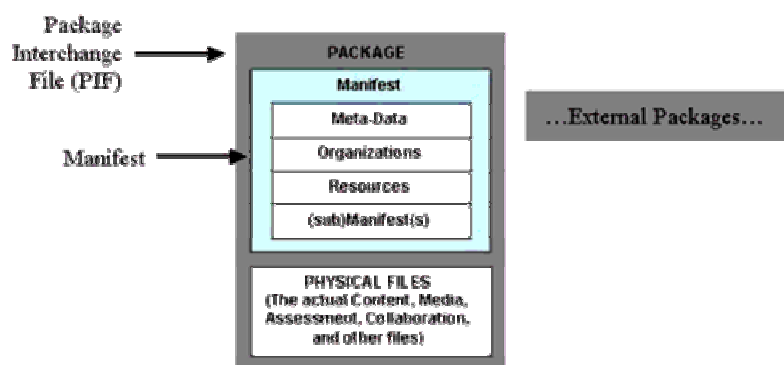 Package
Interchange
File (PIF)
PACKAGE
Manifest
Meta-Data
Organizations
Resources
(sub)Manifest(s)
Manifest
PHYSICAL FILES
(The actual Content, Media,
Assessment, Collaboration,
and other files)
…External Packages…